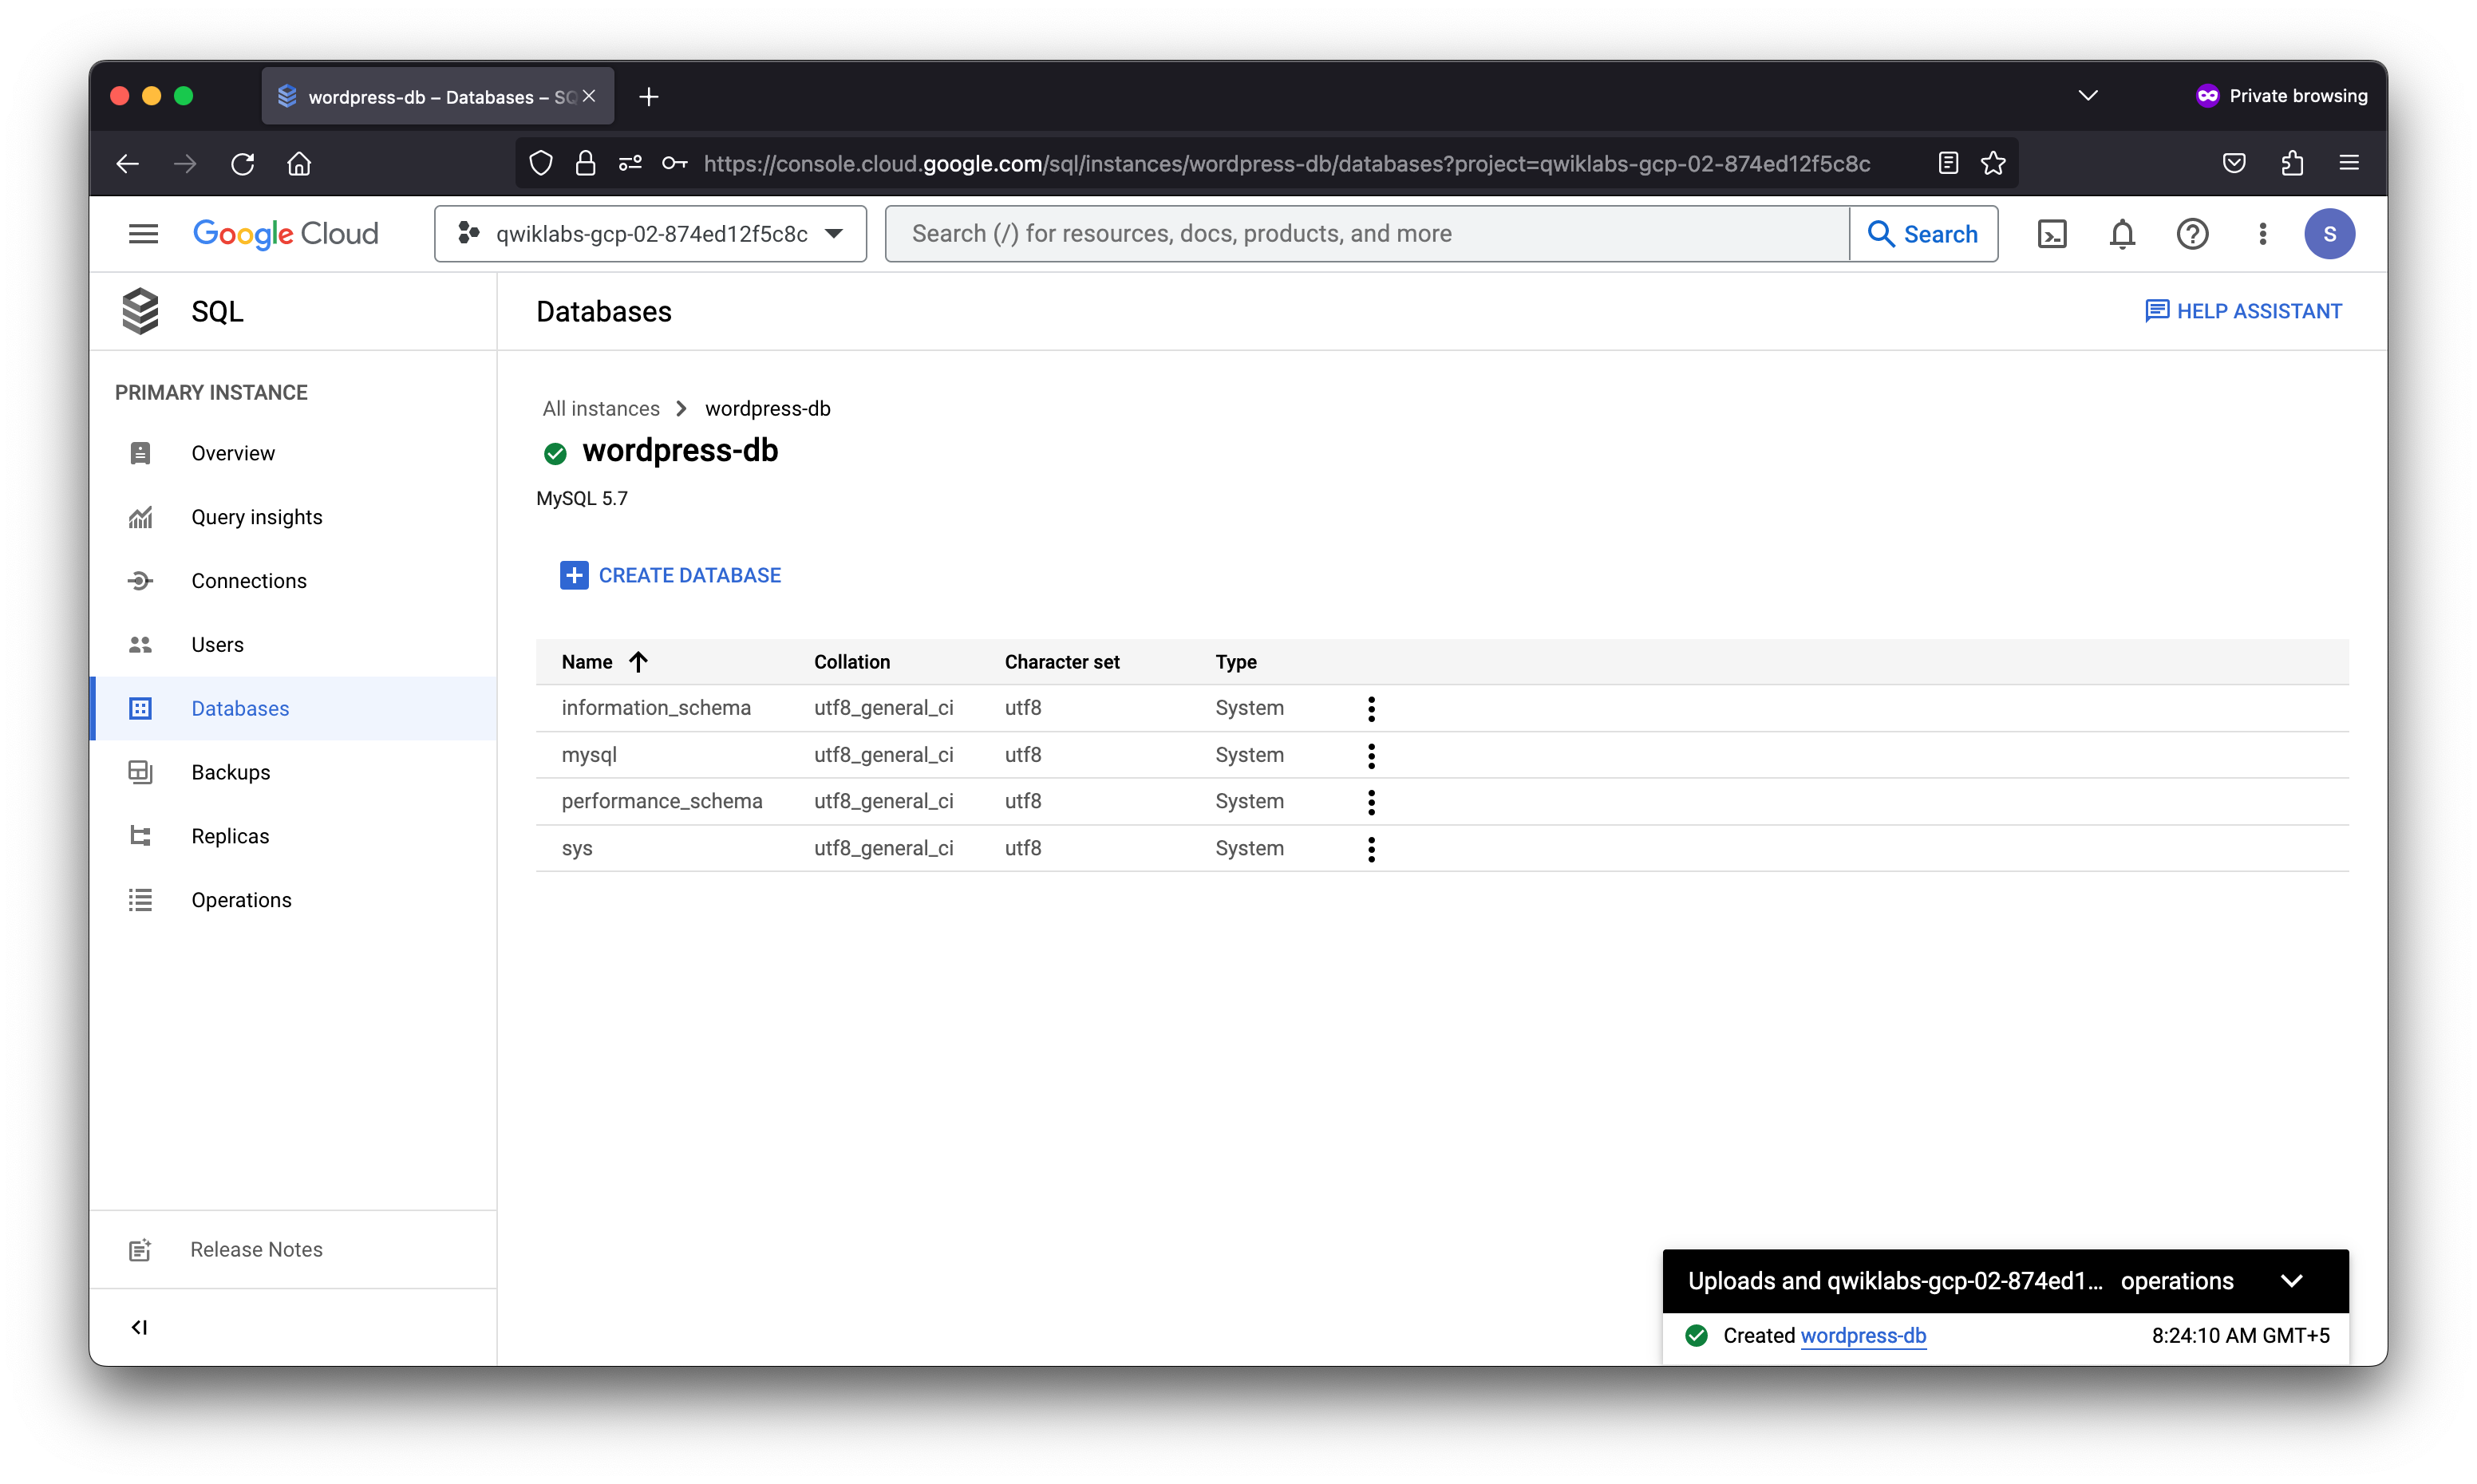 wordpress-db – Databases – SQ
Private browsing
https://console.cloud.google.com/sql/instances/wordpress-db/databases?project=qwiklabs-gcp-02-874ed12f5c8c
Google Cloud
qwiklabs-gcp-02-874ed12f5c8c
Search (/) for resources, docs, products, and more
Search
S
SQL
Databases
HELP ASSISTANT
PRIMARY INSTANCE
Overview
Query insights
Connections
Users
Databases
Backups
Replicas
Operations
Release Notes
All instances
wordpress-db
wordpress-db
MySQL 5.7
CREATE DATABASE
Name Collation Character set Type
information_schema utf8_general_ci utf8 System
mysql utf8_general_ci utf8 System
performance_schema utf8_general_ci utf8 System
sys utf8_general_ci utf8 System
Uploads and qwiklabs-gcp-02-874ed1... operations
Created wordpress-db 8:24:10 AM GMT+5